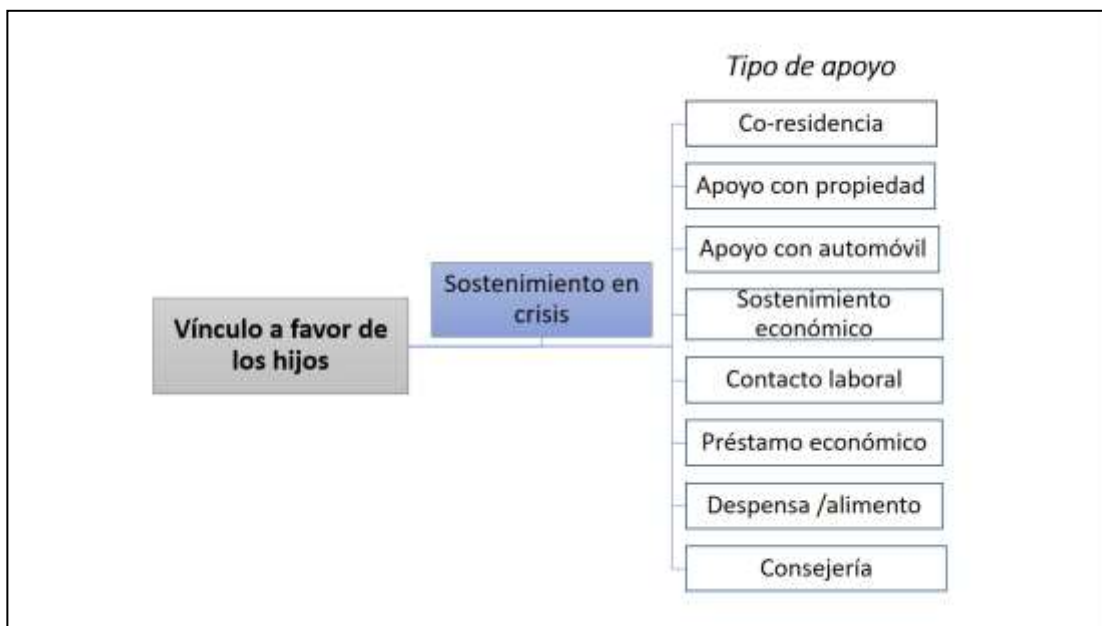 Tipo de apoyo
Co-residencia
Apoyo con propiedad
Apoyo con automóvil
Sostenimiento en
crisis
Sostenimiento
económico
Vínculo a favor de
los hijos
Contacto laboral
Préstamo económico
Despensa /alimento
Consejería